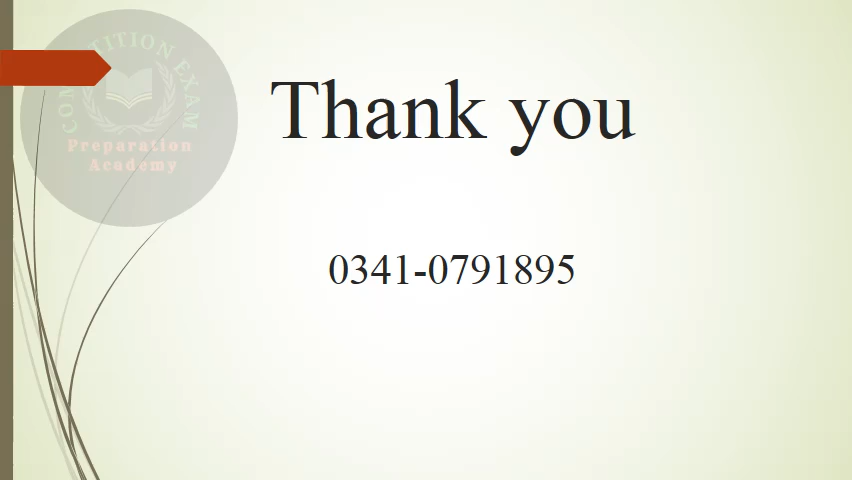 COMPETITION EXAM
Preparation
Academy
Thank you
0341-0791895